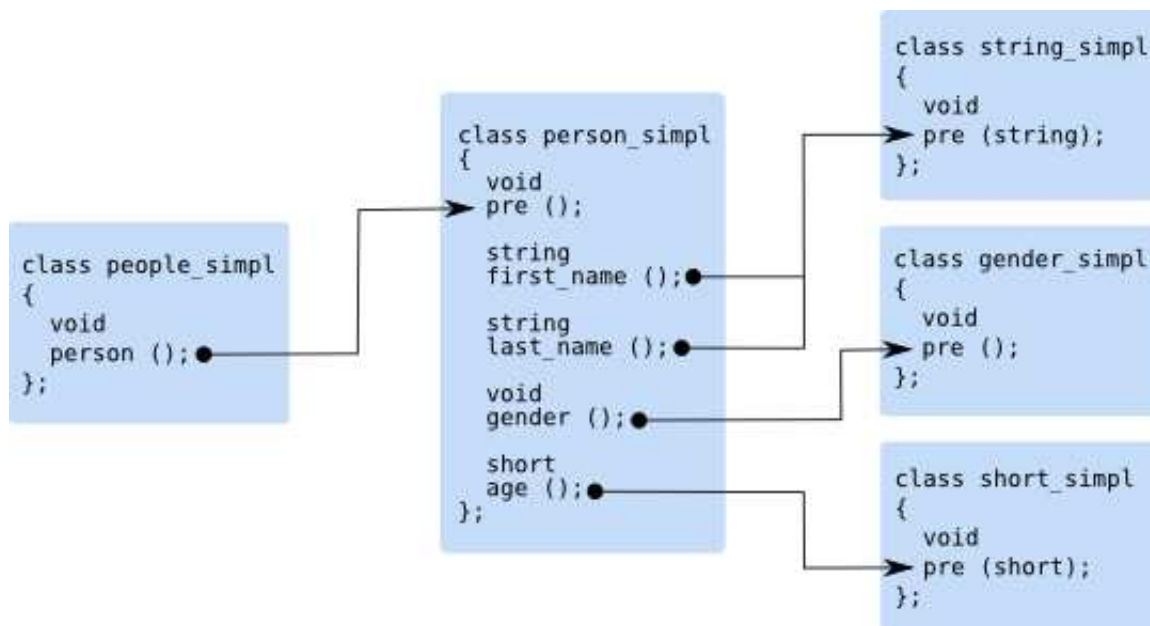 class people_simpl
{
void
person ();
};
class person_simpl
{
void
pre ();
string
first_name ();
string
last_name ();
void
gender ();
short
age ();
};
class string_simpl
{
void
pre (string);
};
class gender_simpl
{
void
pre ();
};
class short_simpl
{
void
pre (short);
};